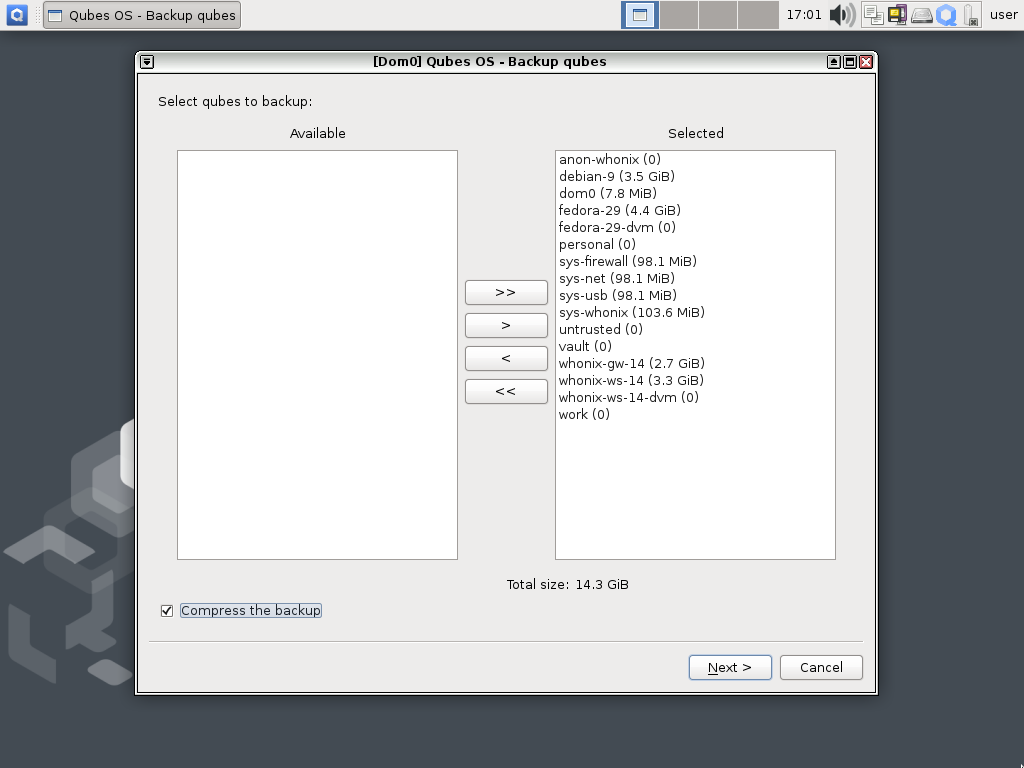 Qubes OS - Backup qubes
17:01
user
[Dom0] Qubes OS - Backup qubes
Select qubes to backup:
Available
Selected
anon-whonix (0)
debian-9 (3.5 GiB)
dom0 (7.8 MiB)
fedora-29 (4.4 GiB)
fedora-29-dvm (0)
personal (0)
sys-firewall (98.1 MiB)
sys-net (98.1 MiB)
sys-usb (98.1 MiB)
sys-whonix (103.6 MiB)
untrusted (0)
vault (0)
whonix-gw-14 (2.7 GiB)
whonix-ws-14 (3.3 GiB)
whonix-ws-14-dvm (0)
work (0)
>>
>
<
<<
Total size: 14.3 GiB
Compress the backup
Next >
Cancel